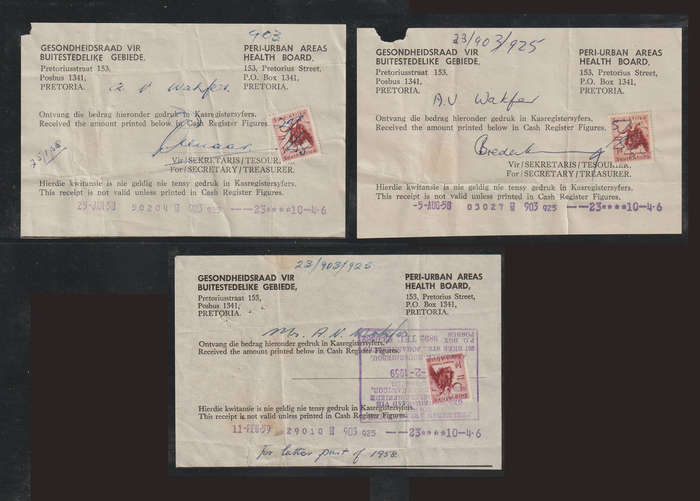 903
GESONDHEIDSRAAD VIR
BUITESTEDELIKE GEBIEDE,
Pretoriusstraat 153,
Posbus 1341,
PRETORIA.
PERI-URBAN AREAS
HEALTH BOARD,
153, Pretorius Street,
P.O. Box 1341,
PRETORIA.
A V
Ontvang die bedrag hieronder gedruk in Kasregistersyfers.
Received the amount printed below in Cash Register Figures.
Vir/SEKRETARIS/TESOURIER.
For/SECRETARY/TREASURER.
Hierdie kwitansie is nie geldig nie tensy gedruk in Kasregistersyfers.
This receipt is not valid unless printed in Cash Register Figures.
903 925 ----23****10-4-6
23/903/925
GESONDHEIDSRAAD VIR
BUITESTEDELIKE GEBIEDE,
Pretoriusstraat 153,
Posbus 1341,
PRETORIA.
PERI-URBAN AREAS
HEALTH BOARD,
153, Pretorius Street,
P.O. Box 1341,
PRETORIA.
A.V
Ontvang die bedrag hieronder gedruk in Kasregistersyfers.
Received the amount printed below in Cash Register Figures.
Vir/SEKRETARIS/TESOURIER.
For/SECRETARY/TREASURER.
Hierdie kwitansie is nie geldig nie tensy gedruk in Kasregistersyfers.
This receipt is not valid unless printed in Cash Register Figures.
-5-AUG-58 03027 903 925 ----23****10-4-6
23/903/925
GESONDHEIDSRAAD VIR
BUITESTEDELIKE GEBIEDE,
Pretoriusstraat 153,
Posbus 1341,
PRETORIA.
PERI-URBAN AREAS
HEALTH BOARD,
153, Pretorius Street,
P.O. Box 1341,
PRETORIA.
Mr. A. V.
Ontvang die bedrag hieronder gedruk in Kasregistersyfers.
Received the amount printed below in Cash Register Figures.
Hierdie kwitansie is nie geldig nie tensy gedruk in Kasregistersyfers.
This receipt is not valid unless printed in Cash Register Figures.
11-FEB-59 29010 903 925 ----23****10-4-6
For latter part of 1958